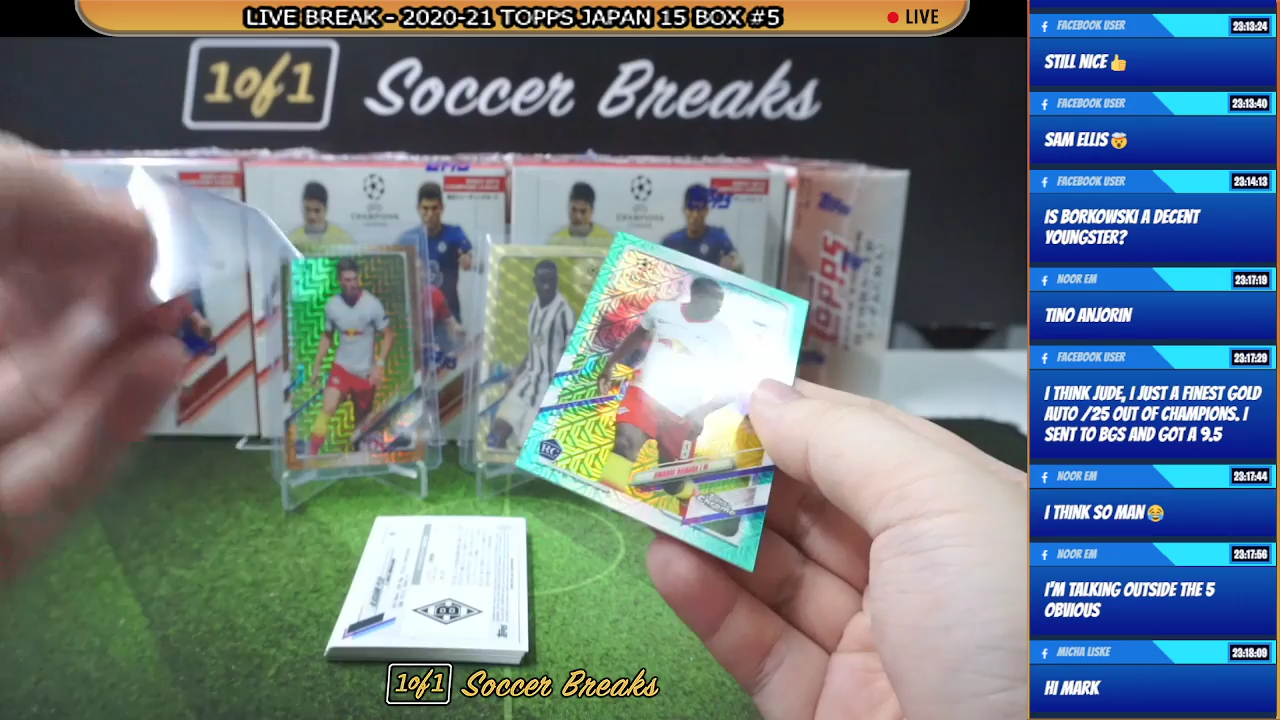 LIVE BREAK - 2020-21 TOPPS JAPAN 15 BOX #5
LIVE
1of1 Soccer Breaks
TOPPS
RC
1of1 Soccer Breaks
FACEBOOK USER 23:13:24
STILL NICE 👍
FACEBOOK USER 23:13:40
SAM ELLIS 🤯
FACEBOOK USER 23:14:13
IS BORKOWSKI A DECENT
YOUNGSTER?
NOOR EM 23:17:19
TINO ANJORIN
FACEBOOK USER 23:17:29
I THINK JUDE, I JUST A FINEST GOLD
AUTO /25 OUT OF CHAMPIONS. I
SENT TO BGS AND GOT A 9.5
NOOR EM 23:17:44
I THINK SO MAN 😂
NOOR EM 23:17:56
I'M TALKING OUTSIDE THE 5
OBVIOUS
MICHA LISKE 23:18:09
HI MARK